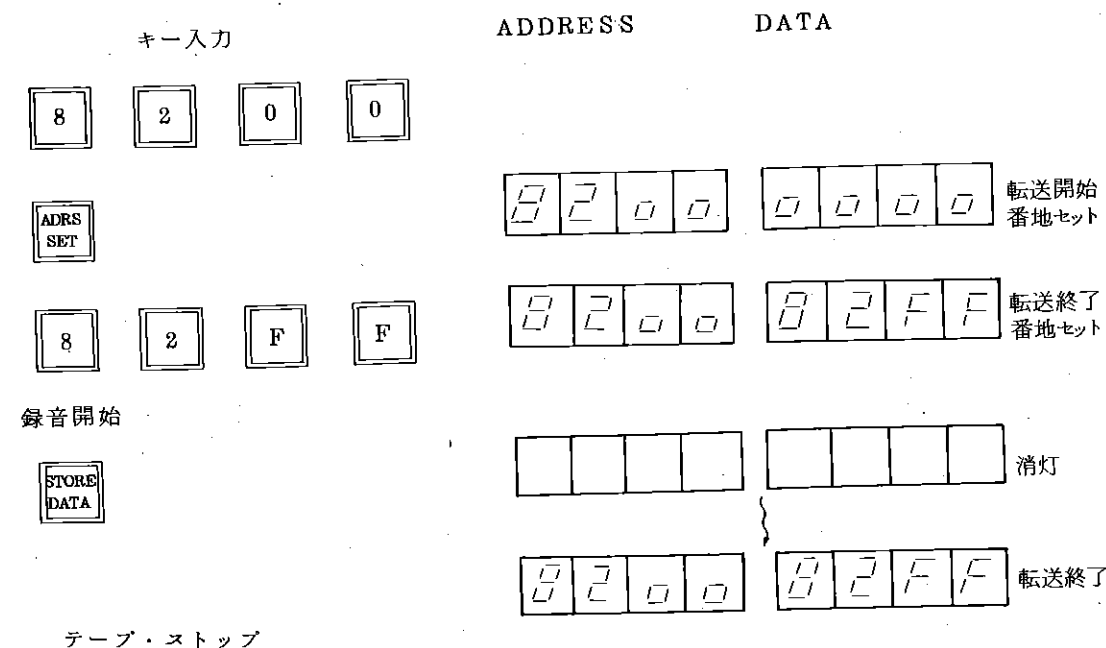 キー入力 ADDRESS DATA
8 2 0 0
ADRS SET
8200 0000 転送開始番地セット
8 2 F F
8200 82FF 転送終了番地セット
録音開始
STORE DATA
消灯
8200 82FF 転送終了
テープ・ストップ